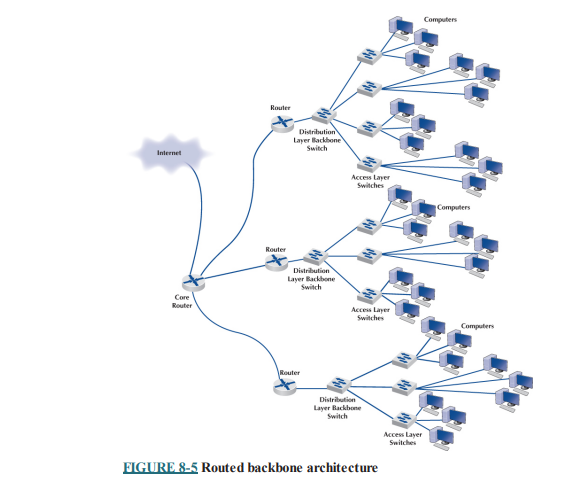 Computers
Router
Distribution
Layer Backbone
Switch
Internet
Access Layer
Switches
Computers
Router
Distribution
Layer Backbone
Switch
Core
Router
Access Layer
Switches
Computers
Router
Distribution
Layer Backbone
Switch
Access Layer
Switches
FIGURE 8-5 Routed backbone architecture